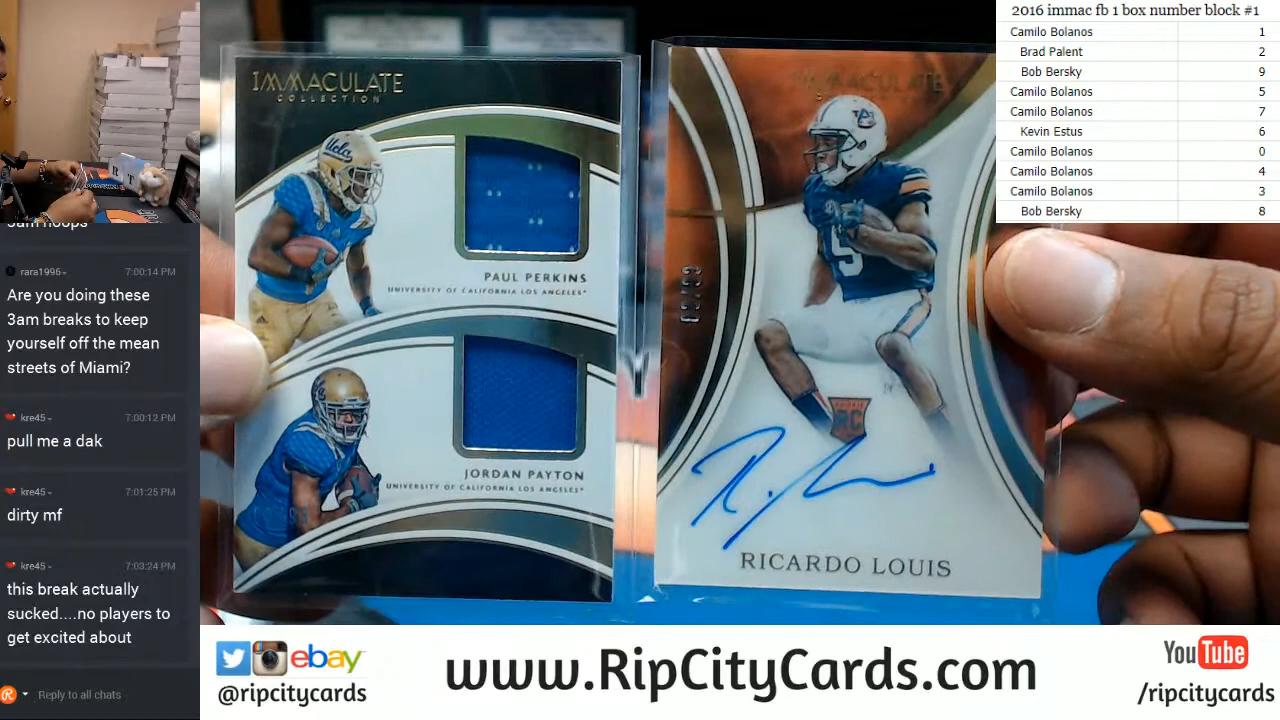 2016 immac fb 1 box number block #1
Camilo Bolanos 1
Brad Palent 2
Bob Bersky 9
Camilo Bolanos 5
Camilo Bolanos 7
Kevin Estus 6
Camilo Bolanos 0
Camilo Bolanos 4
Camilo Bolanos 3
Bob Bersky 8
rara1996 7:00:14 PM
Are you doing these
3am breaks to keep
yourself off the mean
streets of Miami?
kre45 7:00:12 PM
pull me a dak
kre45 7:01:25 PM
dirty mf
kre45 7:03:24 PM
this break actually
sucked....no players to
get excited about
Reply to all chats
IMMACULATE
COLLECTION
Ucla
PAUL PERKINS
UNIVERSITY OF CALIFORNIA LOS ANGELES*
JORDAN PAYTON
UNIVERSITY OF CALIFORNIA LOS ANGELES*
IMMACULATE
5
RC
RICARDO LOUIS
ebay
@ripcitycards
www.RipCityCards.com
YouTube
/ripcitycards